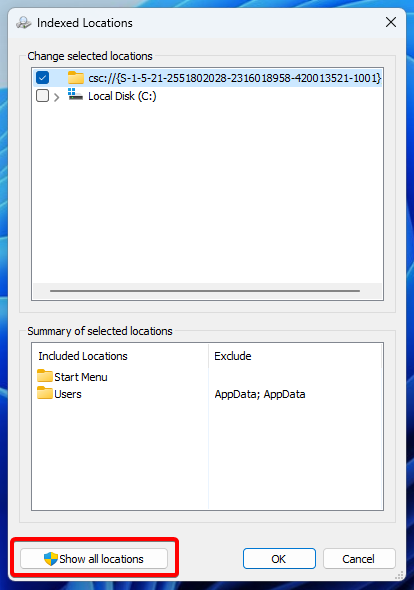 Indexed Locations
Change selected locations
csc://{S-1-5-21-2551802028-2316018958-420013521-1001}
Local Disk (C:)
Summary of selected locations
Included Locations Exclude
Start Menu
Users AppData; AppData
Show all locations OK Cancel